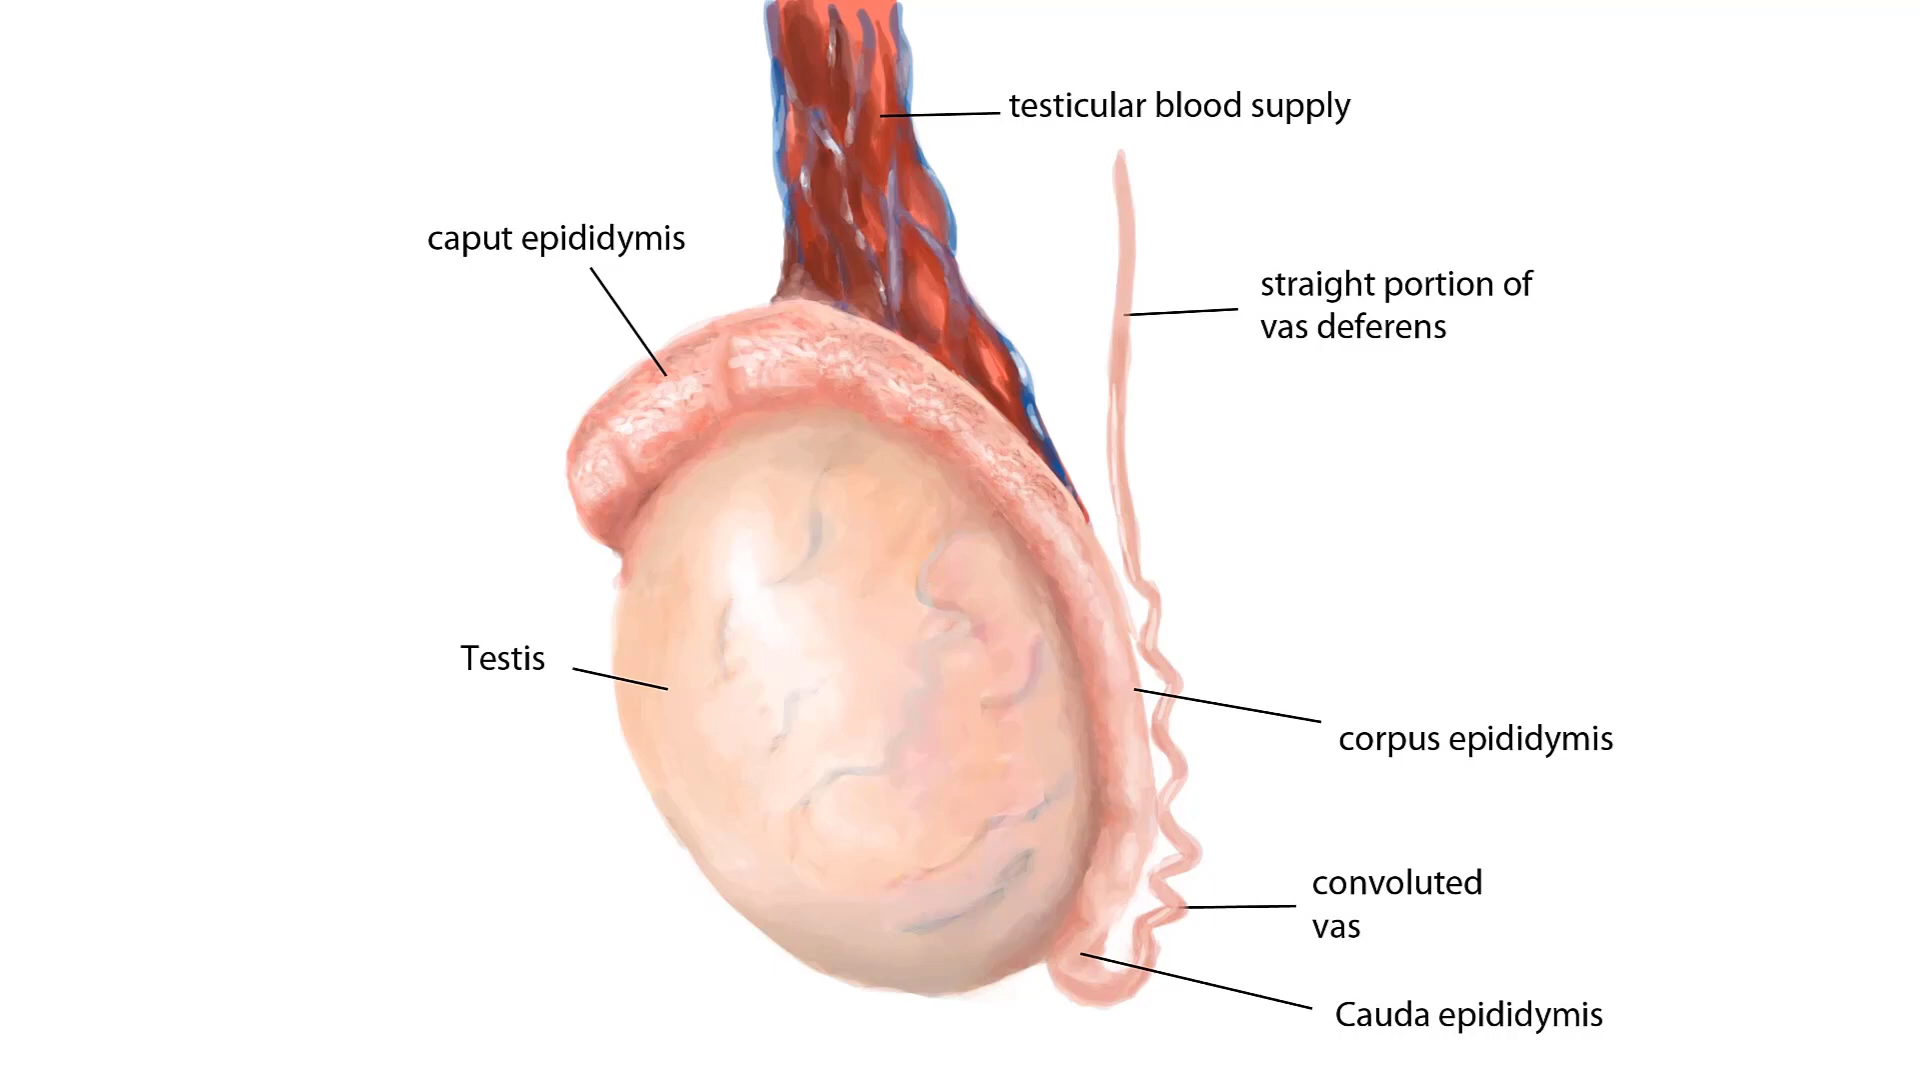 testicular blood supply
caput epididymis
straight portion of
vas deferens
Testis
corpus epididymis
convoluted
vas
Cauda epididymis